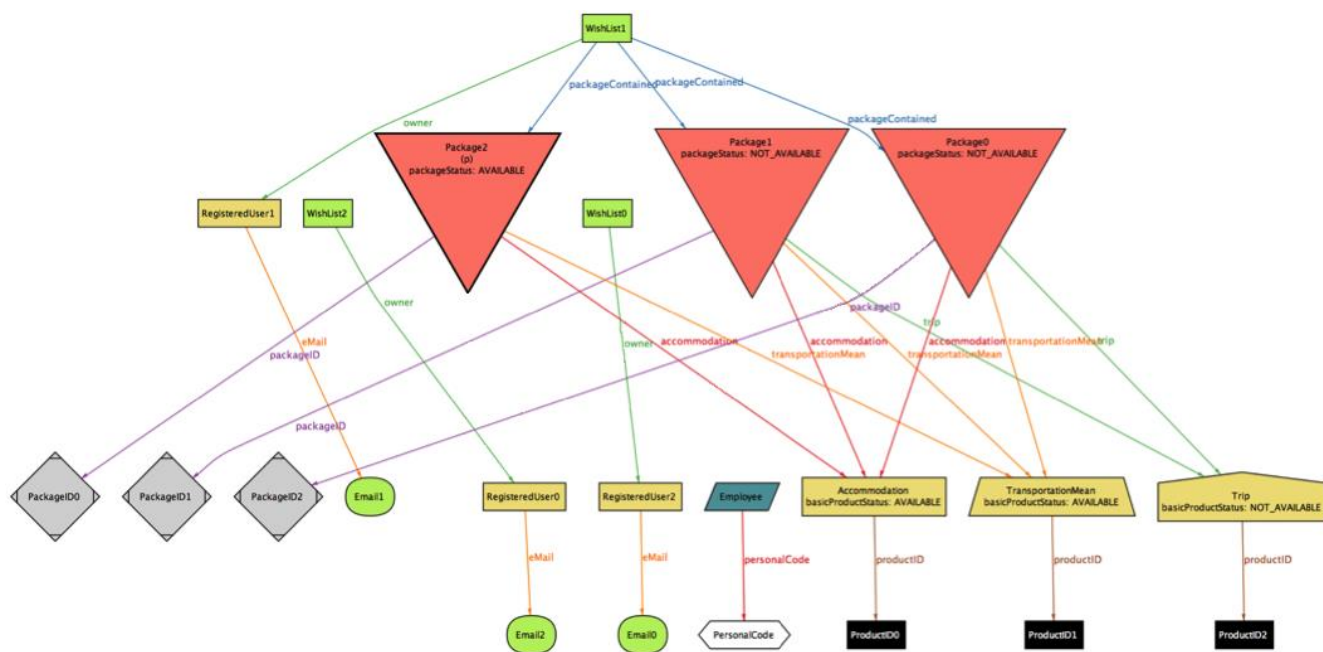 WishList1
packageContained
packageContained
packageContained
owner
Package2
(p)
packageStatus: AVAILABLE
Package1
packageStatus: NOT_AVAILABLE
Package0
packageStatus: NOT_AVAILABLE
RegisteredUser1
WishList2
WishList0
owner
packageID
trip
eMail
packageID
owner
accommodation
transportationMean
accommodation
transportationMean
accommodation
transportationMean
trip
packageID
PackageID0
PackageID1
PackageID2
Email1
RegisteredUser0
RegisteredUser2
Employee
Accommodation
basicProductStatus: AVAILABLE
TransportationMean
basicProductStatus: AVAILABLE
Trip
basicProductStatus: NOT_AVAILABLE
eMail
eMail
personalCode
productID
productID
productID
Email2
Email0
PersonalCode
ProductID0
ProductID1
ProductID2